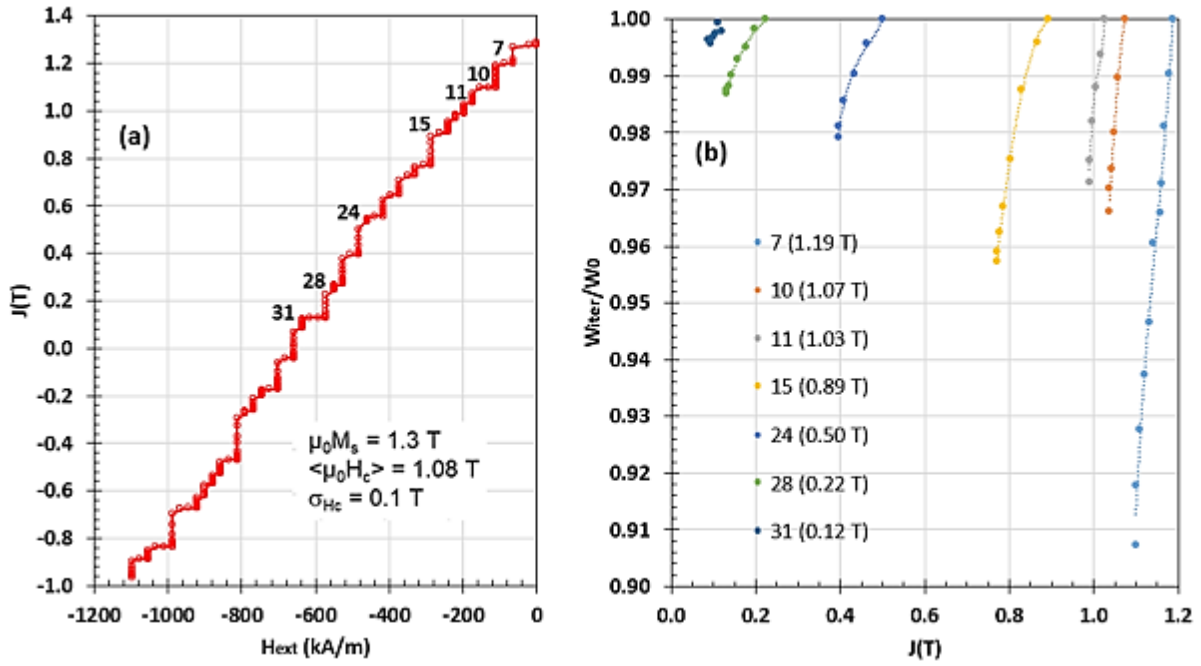 1.4
1.2
1.0
0.8
0.6
0.4
0.2
0.0
-0.2
-0.4
-0.6
-0.8
-1.0
J(T)
(a)
7
10
11
15
24
28
31
μ₀Mₛ = 1.3 T
<μ₀H꜀> = 1.08 T
σHc = 0.1 T
-1200 -1000 -800 -600 -400 -200 0
Hext (kA/m)
1.00
0.99
0.98
0.97
0.96
0.95
0.94
0.93
0.92
0.91
0.90
Witer/W0
(b)
7 (1.19 T)
10 (1.07 T)
11 (1.03 T)
15 (0.89 T)
24 (0.50 T)
28 (0.22 T)
31 (0.12 T)
0.0 0.2 0.4 0.6 0.8 1.0 1.2
J(T)